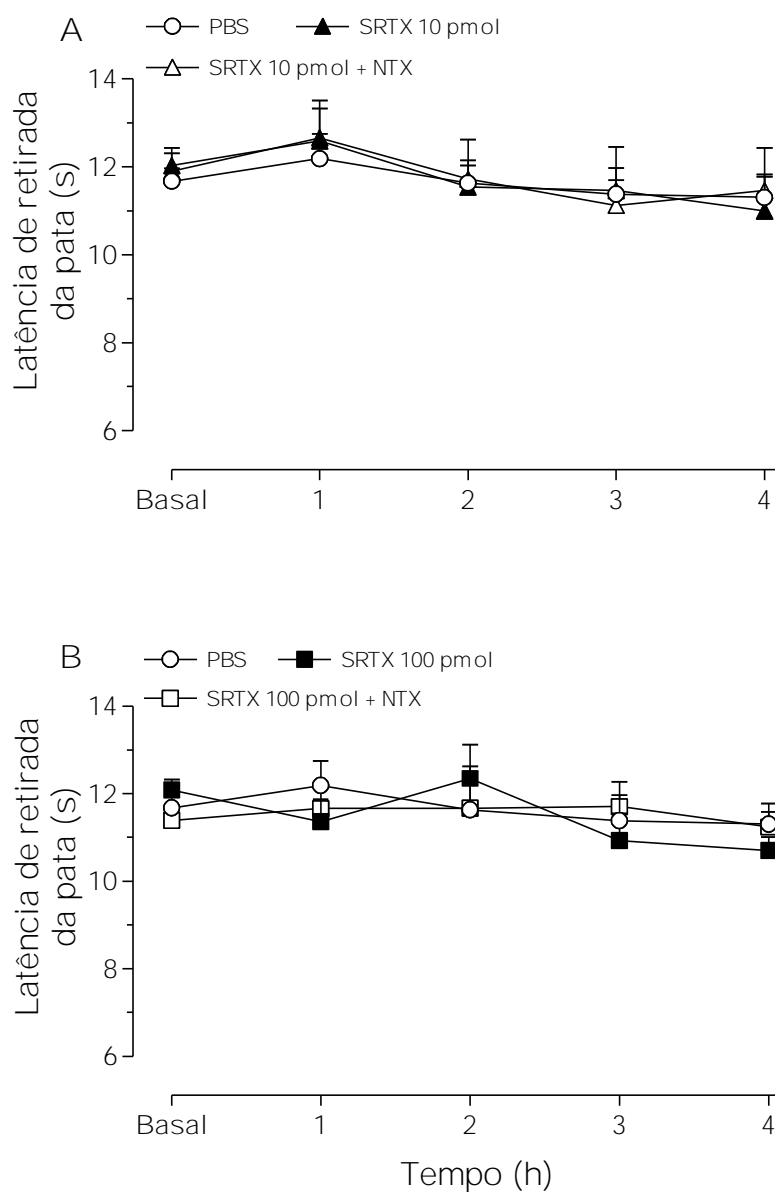 A
PBS SRTX 10 pmol
SRTX 10 pmol + NTX
Latência de retirada
da pata (s)
14
12
10
8
6
Basal 1 2 3 4
B
PBS SRTX 100 pmol
SRTX 100 pmol + NTX
Latência de retirada
da pata (s)
14
12
10
8
6
Basal 1 2 3 4
Tempo (h)